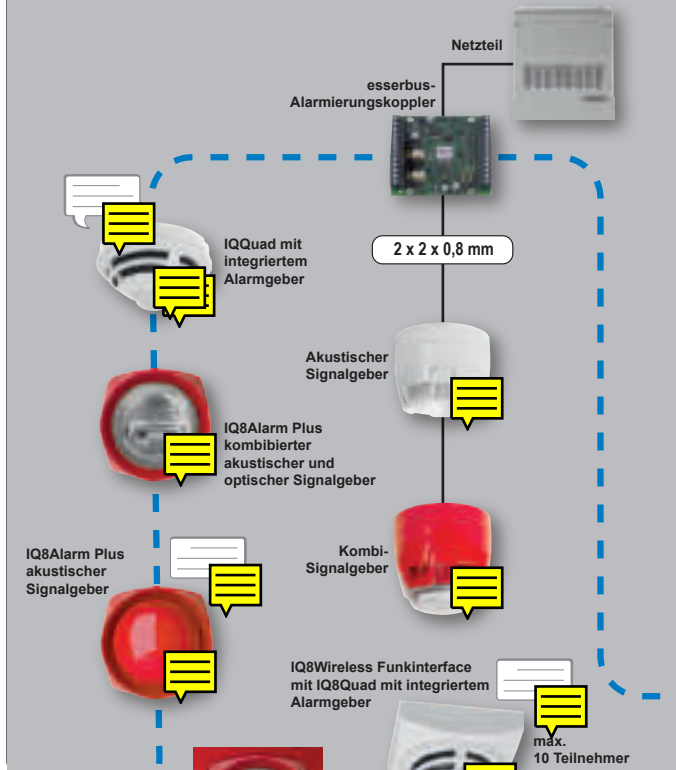 Netzteil
esserbus-
Alarmierungskoppler
IQQuad mit
integriertem
Alarmgeber
2 x 2 x 0,8 mm
Akustischer
Signalgeber
IQ8Alarm Plus
kombibierter
akustischer und
optischer Signalgeber
IQ8Alarm Plus
akustischer
Signalgeber
Kombi-
Signalgeber
IQ8Wireless Funkinterface
mit IQ8Quad mit integriertem
Alarmgeber
max.
10 Teilnehmer